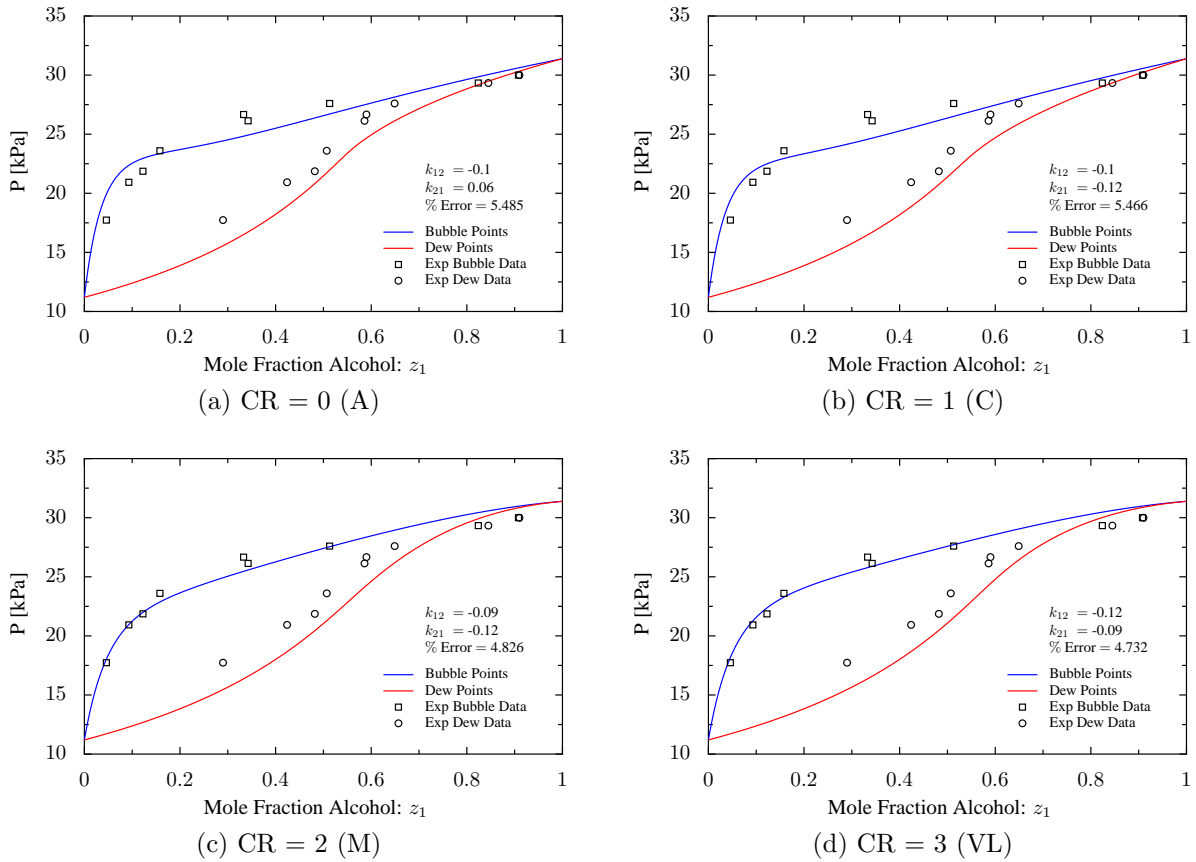 35
30
25
20
15
10
P [kPa]
k12 = -0.1
k21 = 0.06
% Error = 5.485
Bubble Points
Dew Points
Exp Bubble Data
Exp Dew Data
0 0.2 0.4 0.6 0.8 1
Mole Fraction Alcohol: z1
(a) CR = 0 (A)
35
30
25
20
15
10
P [kPa]
k12 = -0.1
k21 = -0.12
% Error = 5.466
Bubble Points
Dew Points
Exp Bubble Data
Exp Dew Data
0 0.2 0.4 0.6 0.8 1
Mole Fraction Alcohol: z1
(b) CR = 1 (C)
35
30
25
20
15
10
P [kPa]
k12 = -0.09
k21 = -0.12
% Error = 4.826
Bubble Points
Dew Points
Exp Bubble Data
Exp Dew Data
0 0.2 0.4 0.6 0.8 1
Mole Fraction Alcohol: z1
(c) CR = 2 (M)
35
30
25
20
15
10
P [kPa]
k12 = -0.12
k21 = -0.09
% Error = 4.732
Bubble Points
Dew Points
Exp Bubble Data
Exp Dew Data
0 0.2 0.4 0.6 0.8 1
Mole Fraction Alcohol: z1
(d) CR = 3 (VL)